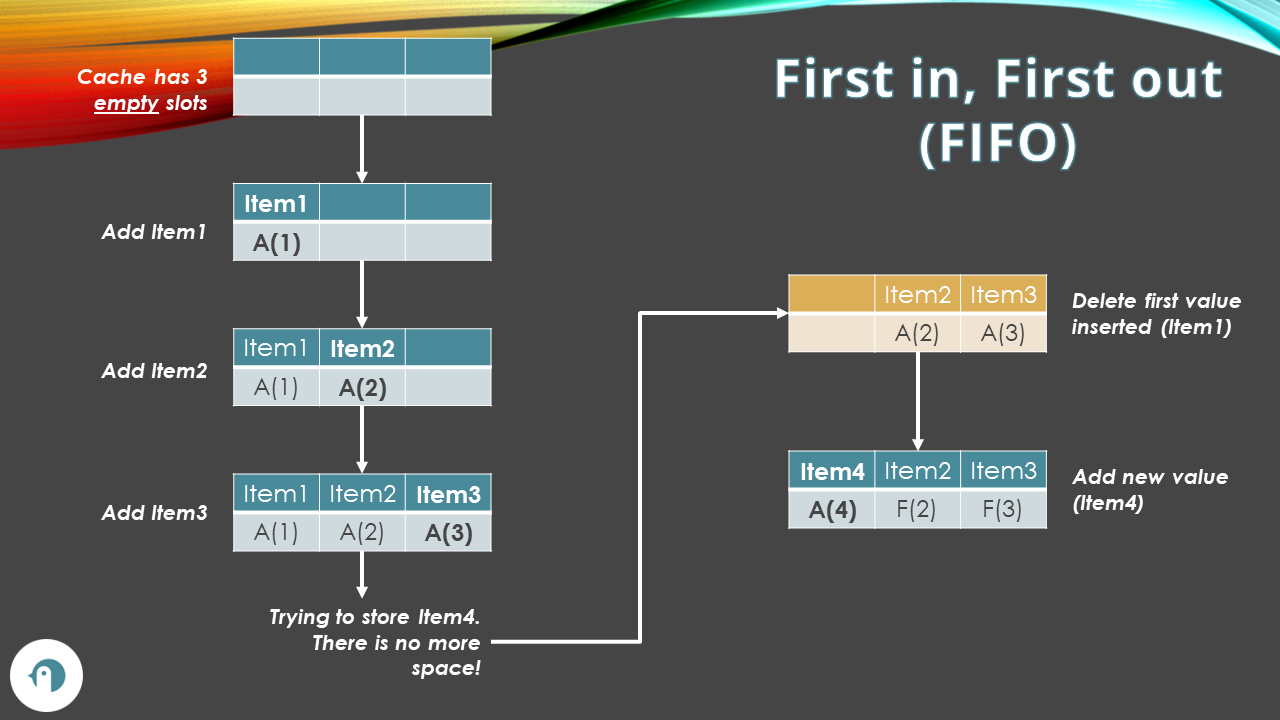 First in, First out
(FIFO)
Cache has 3
empty slots
Item1
Add Item1
A(1)
Item1 Item2
Add Item2
A(1) A(2)
Item1 Item2 Item3
Add Item3
A(1) A(2) A(3)
Trying to store Item4.
There is no more
space!
Item2 Item3
A(2) A(3)
Delete first value
inserted (Item1)
Item4 Item2 Item3
A(4) F(2) F(3)
Add new value
(Item4)